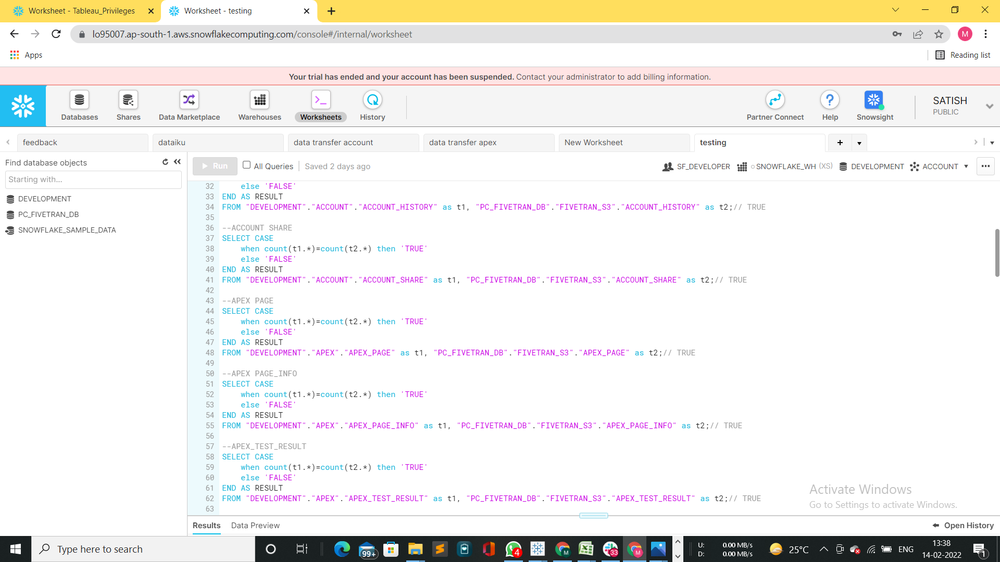 Worksheet - Tableau_Privileges
Worksheet - testing
lo95007.ap-south-1.aws.snowflakecomputing.com/console#/internal/worksheet
M
Apps
Reading list
Your trial has ended and your account has been suspended. Contact your administrator to add billing information.
Databases
Shares
Data Marketplace
Warehouses
Worksheets
History
Partner Connect
Help
Snowsight
SATISH
PUBLIC
feedback
dataiku
data transfer account
data transfer apex
New Worksheet
testing
Find database objects
Starting with...
DEVELOPMENT
PC_FIVETRAN_DB
SNOWFLAKE_SAMPLE_DATA
Run
All Queries
Saved 2 days ago
SF_DEVELOPER
SNOWFLAKE_WH (XS)
DEVELOPMENT
ACCOUNT
32 else 'FALSE'
33 END AS RESULT
34 FROM "DEVELOPMENT"."ACCOUNT"."ACCOUNT_HISTORY" as t1, "PC_FIVETRAN_DB"."FIVETRAN_S3"."ACCOUNT_HISTORY" as t2;// TRUE
35
36 --ACCOUNT SHARE
37 SELECT CASE
38 when count(t1.*)=count(t2.*) then 'TRUE'
39 else 'FALSE'
40 END AS RESULT
41 FROM "DEVELOPMENT"."ACCOUNT"."ACCOUNT_SHARE" as t1, "PC_FIVETRAN_DB"."FIVETRAN_S3"."ACCOUNT_SHARE" as t2;// TRUE
42
43 --APEX PAGE
44 SELECT CASE
45 when count(t1.*)=count(t2.*) then 'TRUE'
46 else 'FALSE'
47 END AS RESULT
48 FROM "DEVELOPMENT"."APEX"."APEX_PAGE" as t1, "PC_FIVETRAN_DB"."FIVETRAN_S3"."APEX_PAGE" as t2;// TRUE
49
50 --APEX PAGE_INFO
51 SELECT CASE
52 when count(t1.*)=count(t2.*) then 'TRUE'
53 else 'FALSE'
54 END AS RESULT
55 FROM "DEVELOPMENT"."APEX"."APEX_PAGE_INFO" as t1, "PC_FIVETRAN_DB"."FIVETRAN_S3"."APEX_PAGE_INFO" as t2;// TRUE
56
57 --APEX_TEST_RESULT
58 SELECT CASE
59 when count(t1.*)=count(t2.*) then 'TRUE'
60 else 'FALSE'
61 END AS RESULT
62 FROM "DEVELOPMENT"."APEX"."APEX_TEST_RESULT" as t1, "PC_FIVETRAN_DB"."FIVETRAN_S3"."APEX_TEST_RESULT" as t2;// TRUE
63
Activate Windows
Go to Settings to activate Windows.
Results
Data Preview
Open History
Type here to search
99+
4
M
33
M
U: 0.00 MB/s
D: 0.00 MB/s
25°C
ENG
13:38
14-02-2022
1